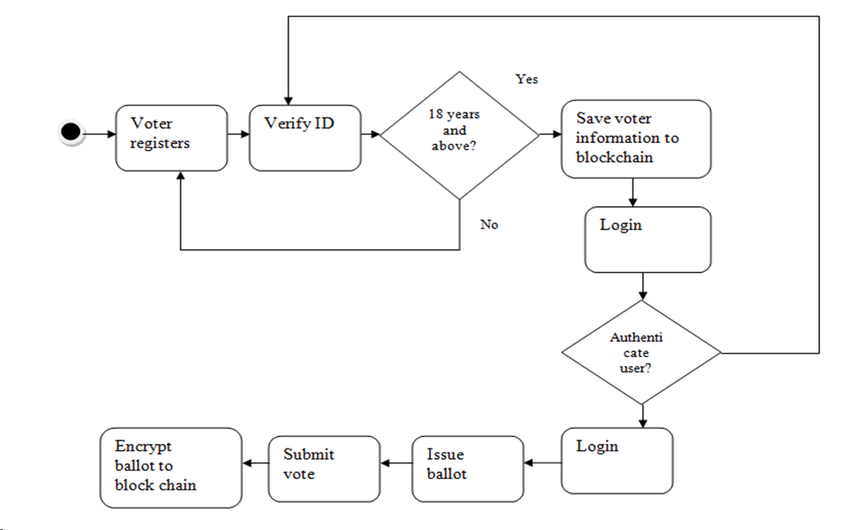 Voter
registers
Verify ID
18 years
and
above?
Yes
No
Save voter
information to
blockchain
Login
Authenti
cate
user?
Login
Issue
ballot
Submit
vote
Encrypt
ballot to
block chain